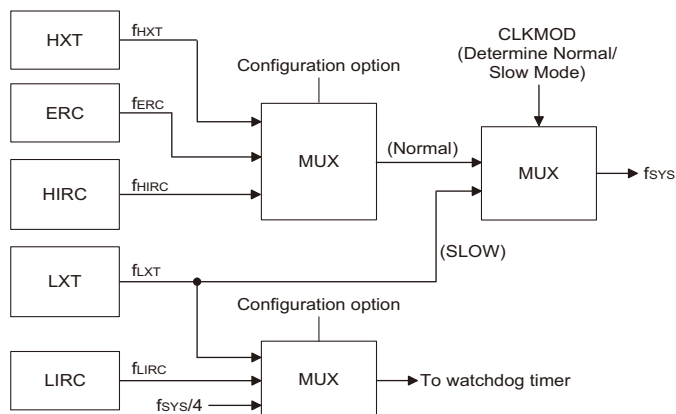 HXT
fHXT
CLKMOD
(Determine Normal/
Slow Mode)
Configuration option
ERC
fERC
MUX
(Normal)
MUX
fSYS
HIRC
fHIRC
LXT
fLXT
(SLOW)
Configuration option
LIRC
fLIRC
MUX
To watchdog timer
fSYS/4